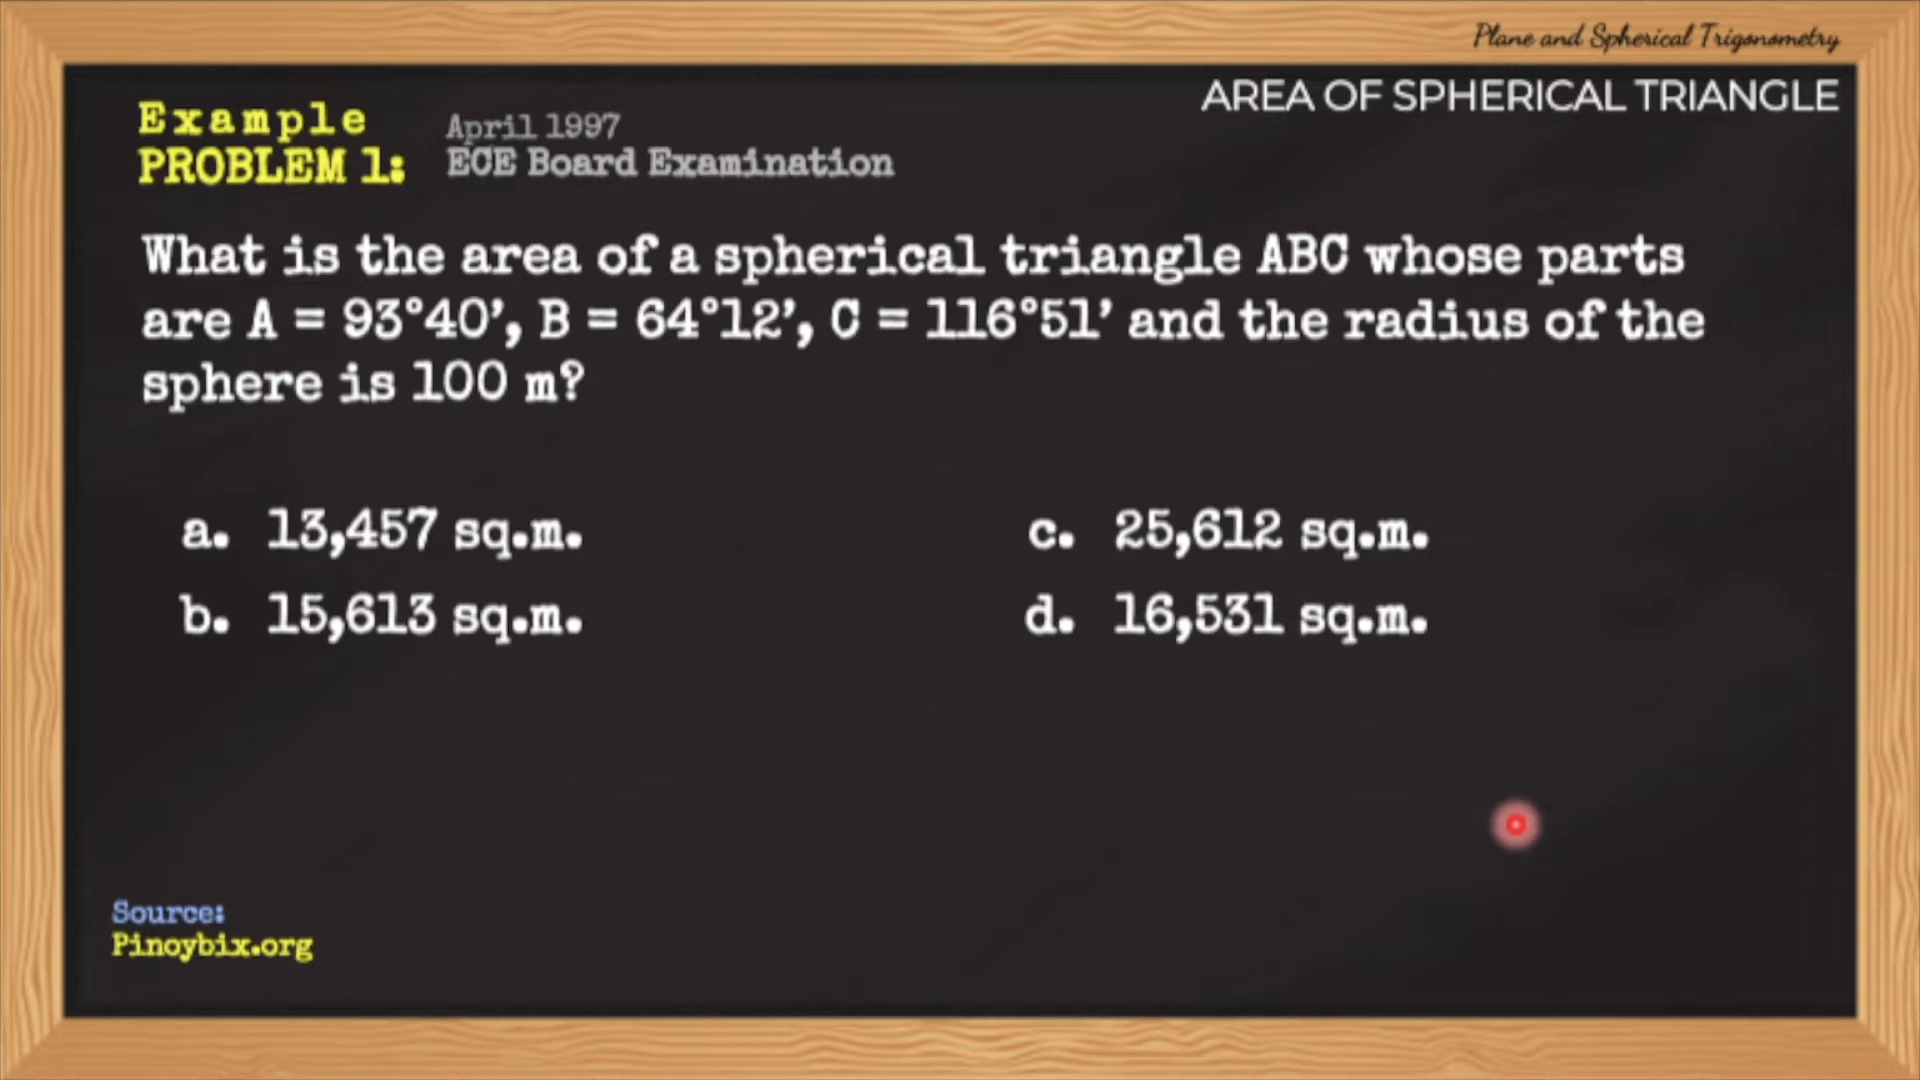 Plane and Spherical Trigonometry
AREA OF SPHERICAL TRIANGLE
Example
PROBLEM 1:
April 1997
ECE Board Examination
What is the area of a spherical triangle ABC whose parts
are A = 93°40’, B = 64°12’, C = 116°51’ and the radius of the
sphere is 100 m?
a. 13,457 sq.m.
b. 15,613 sq.m.
c. 25,612 sq.m.
d. 16,531 sq.m.
Source:
Pinoybix.org